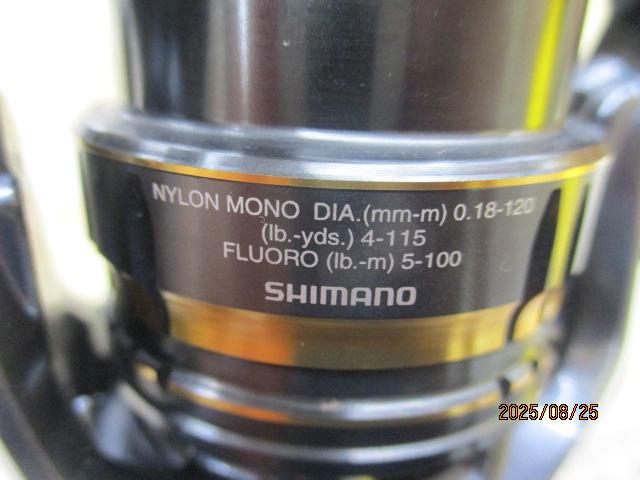 NYLON MONO DIA.(mm-m) 0.18-120
(lb.-yds.) 4-115
FLUORO (lb.-m) 5-100
SHIMANO
2025/08/25